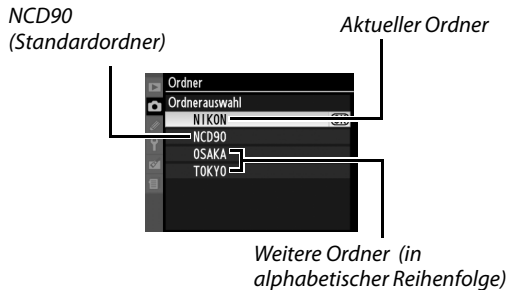 NCD90
(Standardordner)
Aktueller Ordner
Ordner
Ordnerauswahl
NIKON
NCD90
OSAKA
TOKYO
Weitere Ordner (in
alphabetischer Reihenfolge)